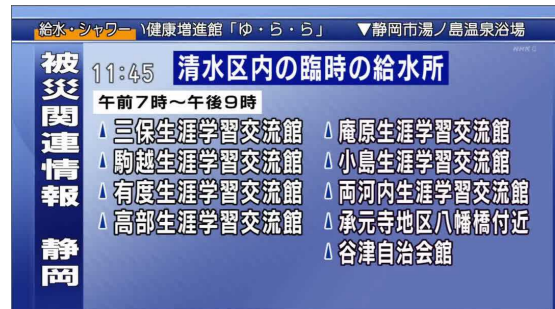 給水・シャワー \健康増進館「ゆ・ら・ら」 ▼静岡市湯ノ島温泉浴場
被災関連情報 静岡
11:45 清水区内の臨時の給水所
午前7時～午後9時
三保生涯学習交流館
駒越生涯学習交流館
有度生涯学習交流館
高部生涯学習交流館
庵原生涯学習交流館
小島生涯学習交流館
両河内生涯学習交流館
承元寺地区八幡橋付近
谷津自治会館